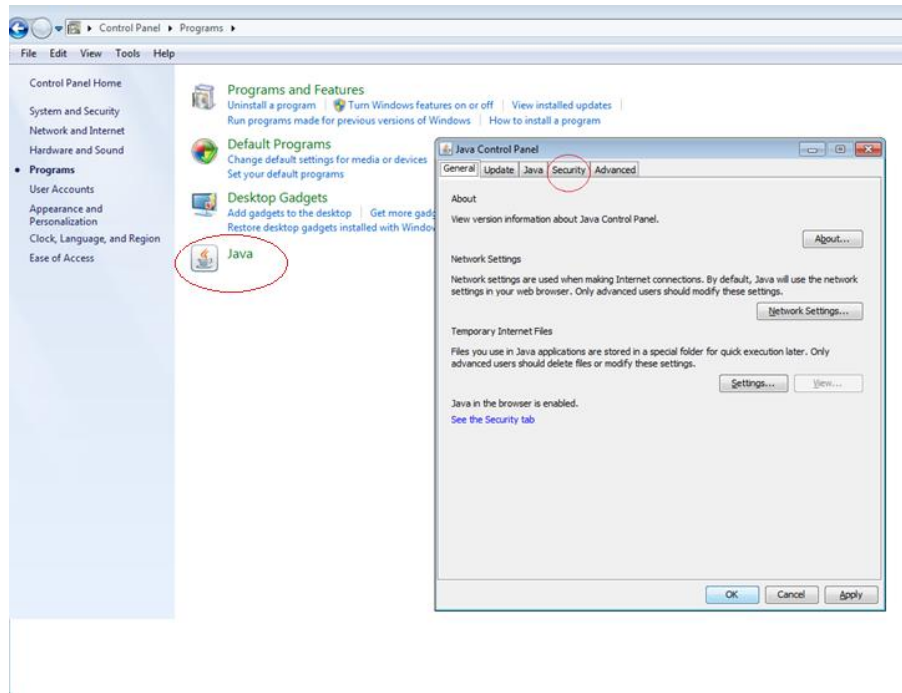 Control Panel Programs
File Edit View Tools Help
Control Panel Home
System and Security
Network and Internet
Hardware and Sound
Programs
User Accounts
Appearance and
Personalization
Clock, Language, and Region
Ease of Access
Programs and Features
Uninstall a program Turn Windows features on or off View installed updates
Run programs made for previous versions of Windows How to install a program
Default Programs
Change default settings for media or devices
Set your default programs
Desktop Gadgets
Add gadgets to the desktop Get more gadg
Restore desktop gadgets installed with Window
Java
Java Control Panel
General Update Java Security Advanced
About
View version information about Java Control Panel.
About...
Network Settings
Network settings are used when making Internet connections. By default, Java will use the network
settings in your web browser. Only advanced users should modify these settings.
Network Settings...
Temporary Internet Files
Files you use in Java applications are stored in a special folder for quick execution later. Only
advanced users should delete files or modify these settings.
Settings... View...
Java in the browser is enabled.
See the Security tab
OK Cancel Apply